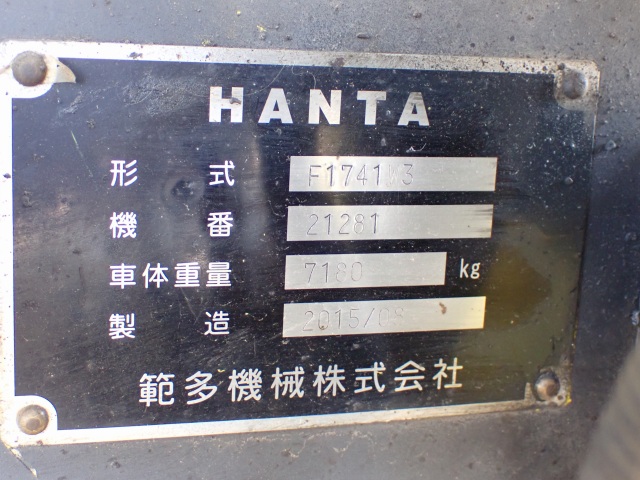 HANTA
形式 F1741W3
機番 21281
車体重量 7180 kg
製造 2015/08
範多機械株式会社